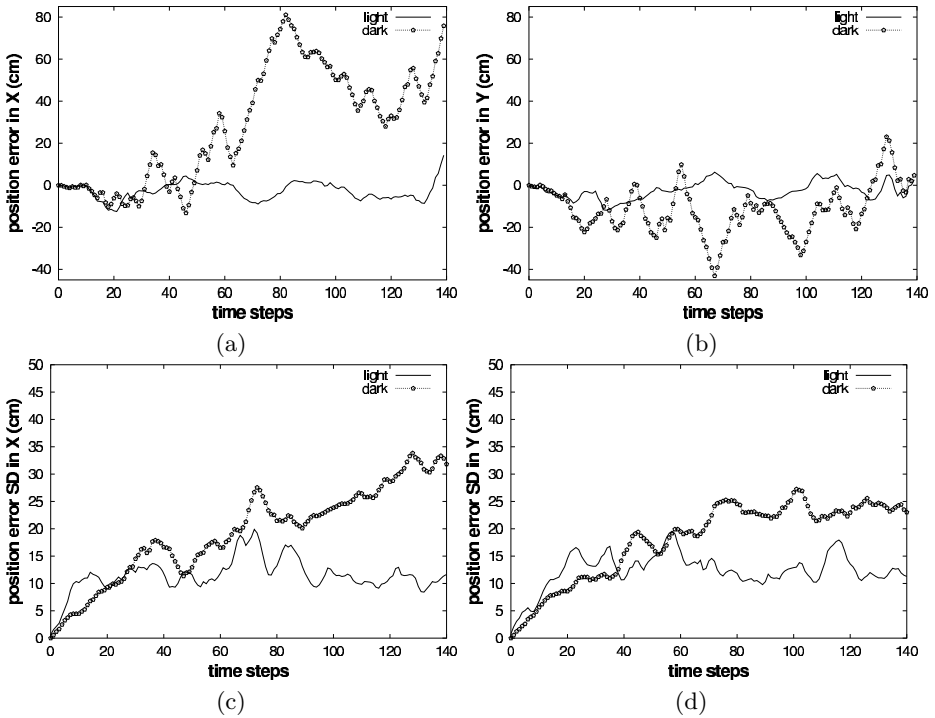 position error in X (cm)
80
60
40
20
0
-20
-40
light
dark
0 20 40 60 80 100 120 140
time steps
(a)
position error in Y (cm)
80
60
40
20
0
-20
-40
light
dark
0 20 40 60 80 100 120 140
time steps
(b)
position error SD in X (cm)
50
45
40
35
30
25
20
15
10
5
0
light
dark
0 20 40 60 80 100 120 140
time steps
(c)
position error SD in Y (cm)
50
45
40
35
30
25
20
15
10
5
0
light
dark
0 20 40 60 80 100 120 140
time steps
(d)